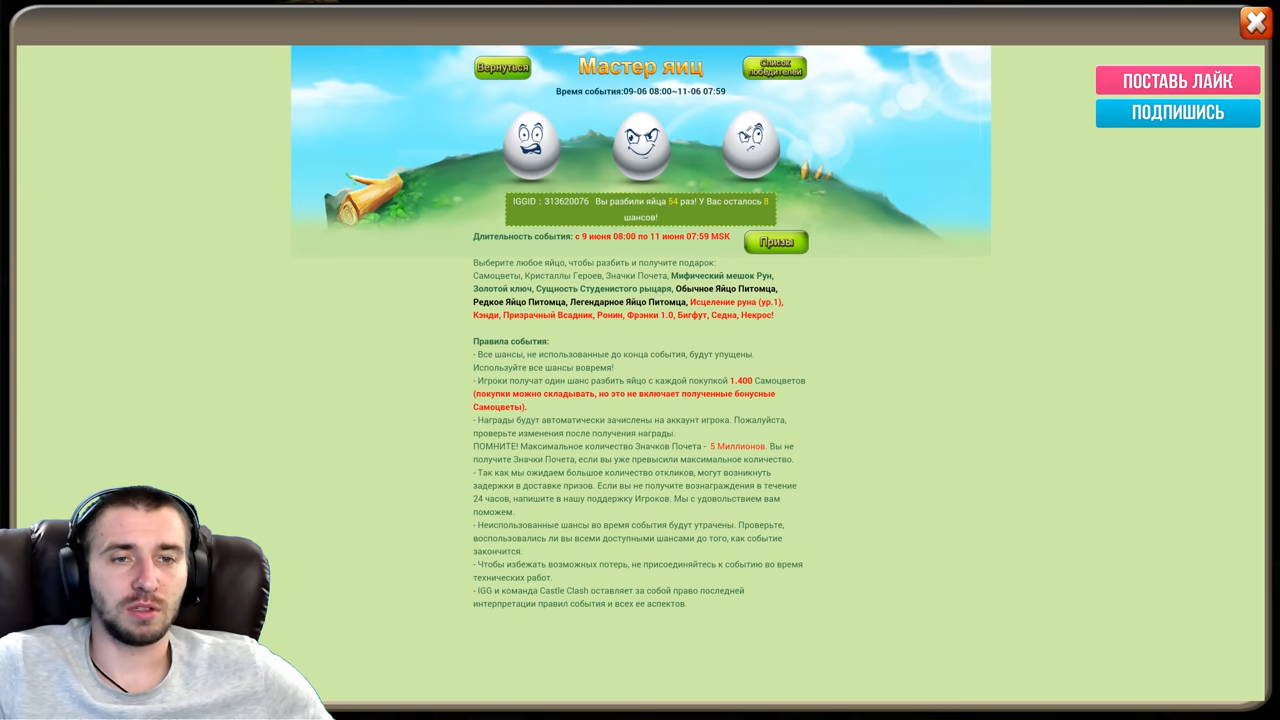 Вернуться
Мастер яиц
Список победителей
Время события:09-06 08:00~11-06 07:59
ПОСТАВЬ ЛАЙК
ПОДПИШИСЬ
IGGID : 313620076 Вы разбили яйца 54 раз! У Вас осталось 8
шансов!
Длительность события: с 9 июня 08:00 по 11 июня 07:59 MSK
Призы
Выберите любое яйцо, чтобы разбить и получите подарок:
Самоцветы, Кристаллы Героев, Значки Почета, Мифический мешок Рун,
Золотой ключ, Сущность Студенистого рыцаря, Обычное Яйцо Питомца,
Редкое Яйцо Питомца, Легендарное Яйцо Питомца, Исцеление руна (ур.1),
Кэнди, Призрачный Всадник, Ронин, Фрэнки 1.0, Бигфут, Седна, Некрос!
Правила события:
- Все шансы, не использованные до конца события, будут упущены.
Используйте все шансы вовремя!
- Игроки получат один шанс разбить яйцо с каждой покупкой 1.400 Самоцветов
(покупки можно складывать, но это не включает полученные бонусные
Самоцветы).
- Награды будут автоматически зачислены на аккаунт игрока. Пожалуйста,
проверьте изменения после получения награды.
ПОМНИТЕ! Максимальное количество Значков Почета - 5 Миллионов. Вы не
получите Значки Почета, если вы уже превысили максимальное количество.
- Так как мы ожидаем большое количество откликов, могут возникнуть
задержки в доставке призов. Если вы не получите вознаграждения в течение
24 часов, напишите в нашу поддержку Игроков. Мы с удовольствием вам
поможем.
- Неиспользованные шансы во время события будут утрачены. Проверьте,
воспользовались ли вы всеми доступными шансами до того, как событие
закончится.
- Чтобы избежать возможных потерь, не присоединяйтесь к событию во время
технических работ.
- IGG и команда Castle Clash оставляет за собой право последней
интерпретации правил события и всех ее аспектов.